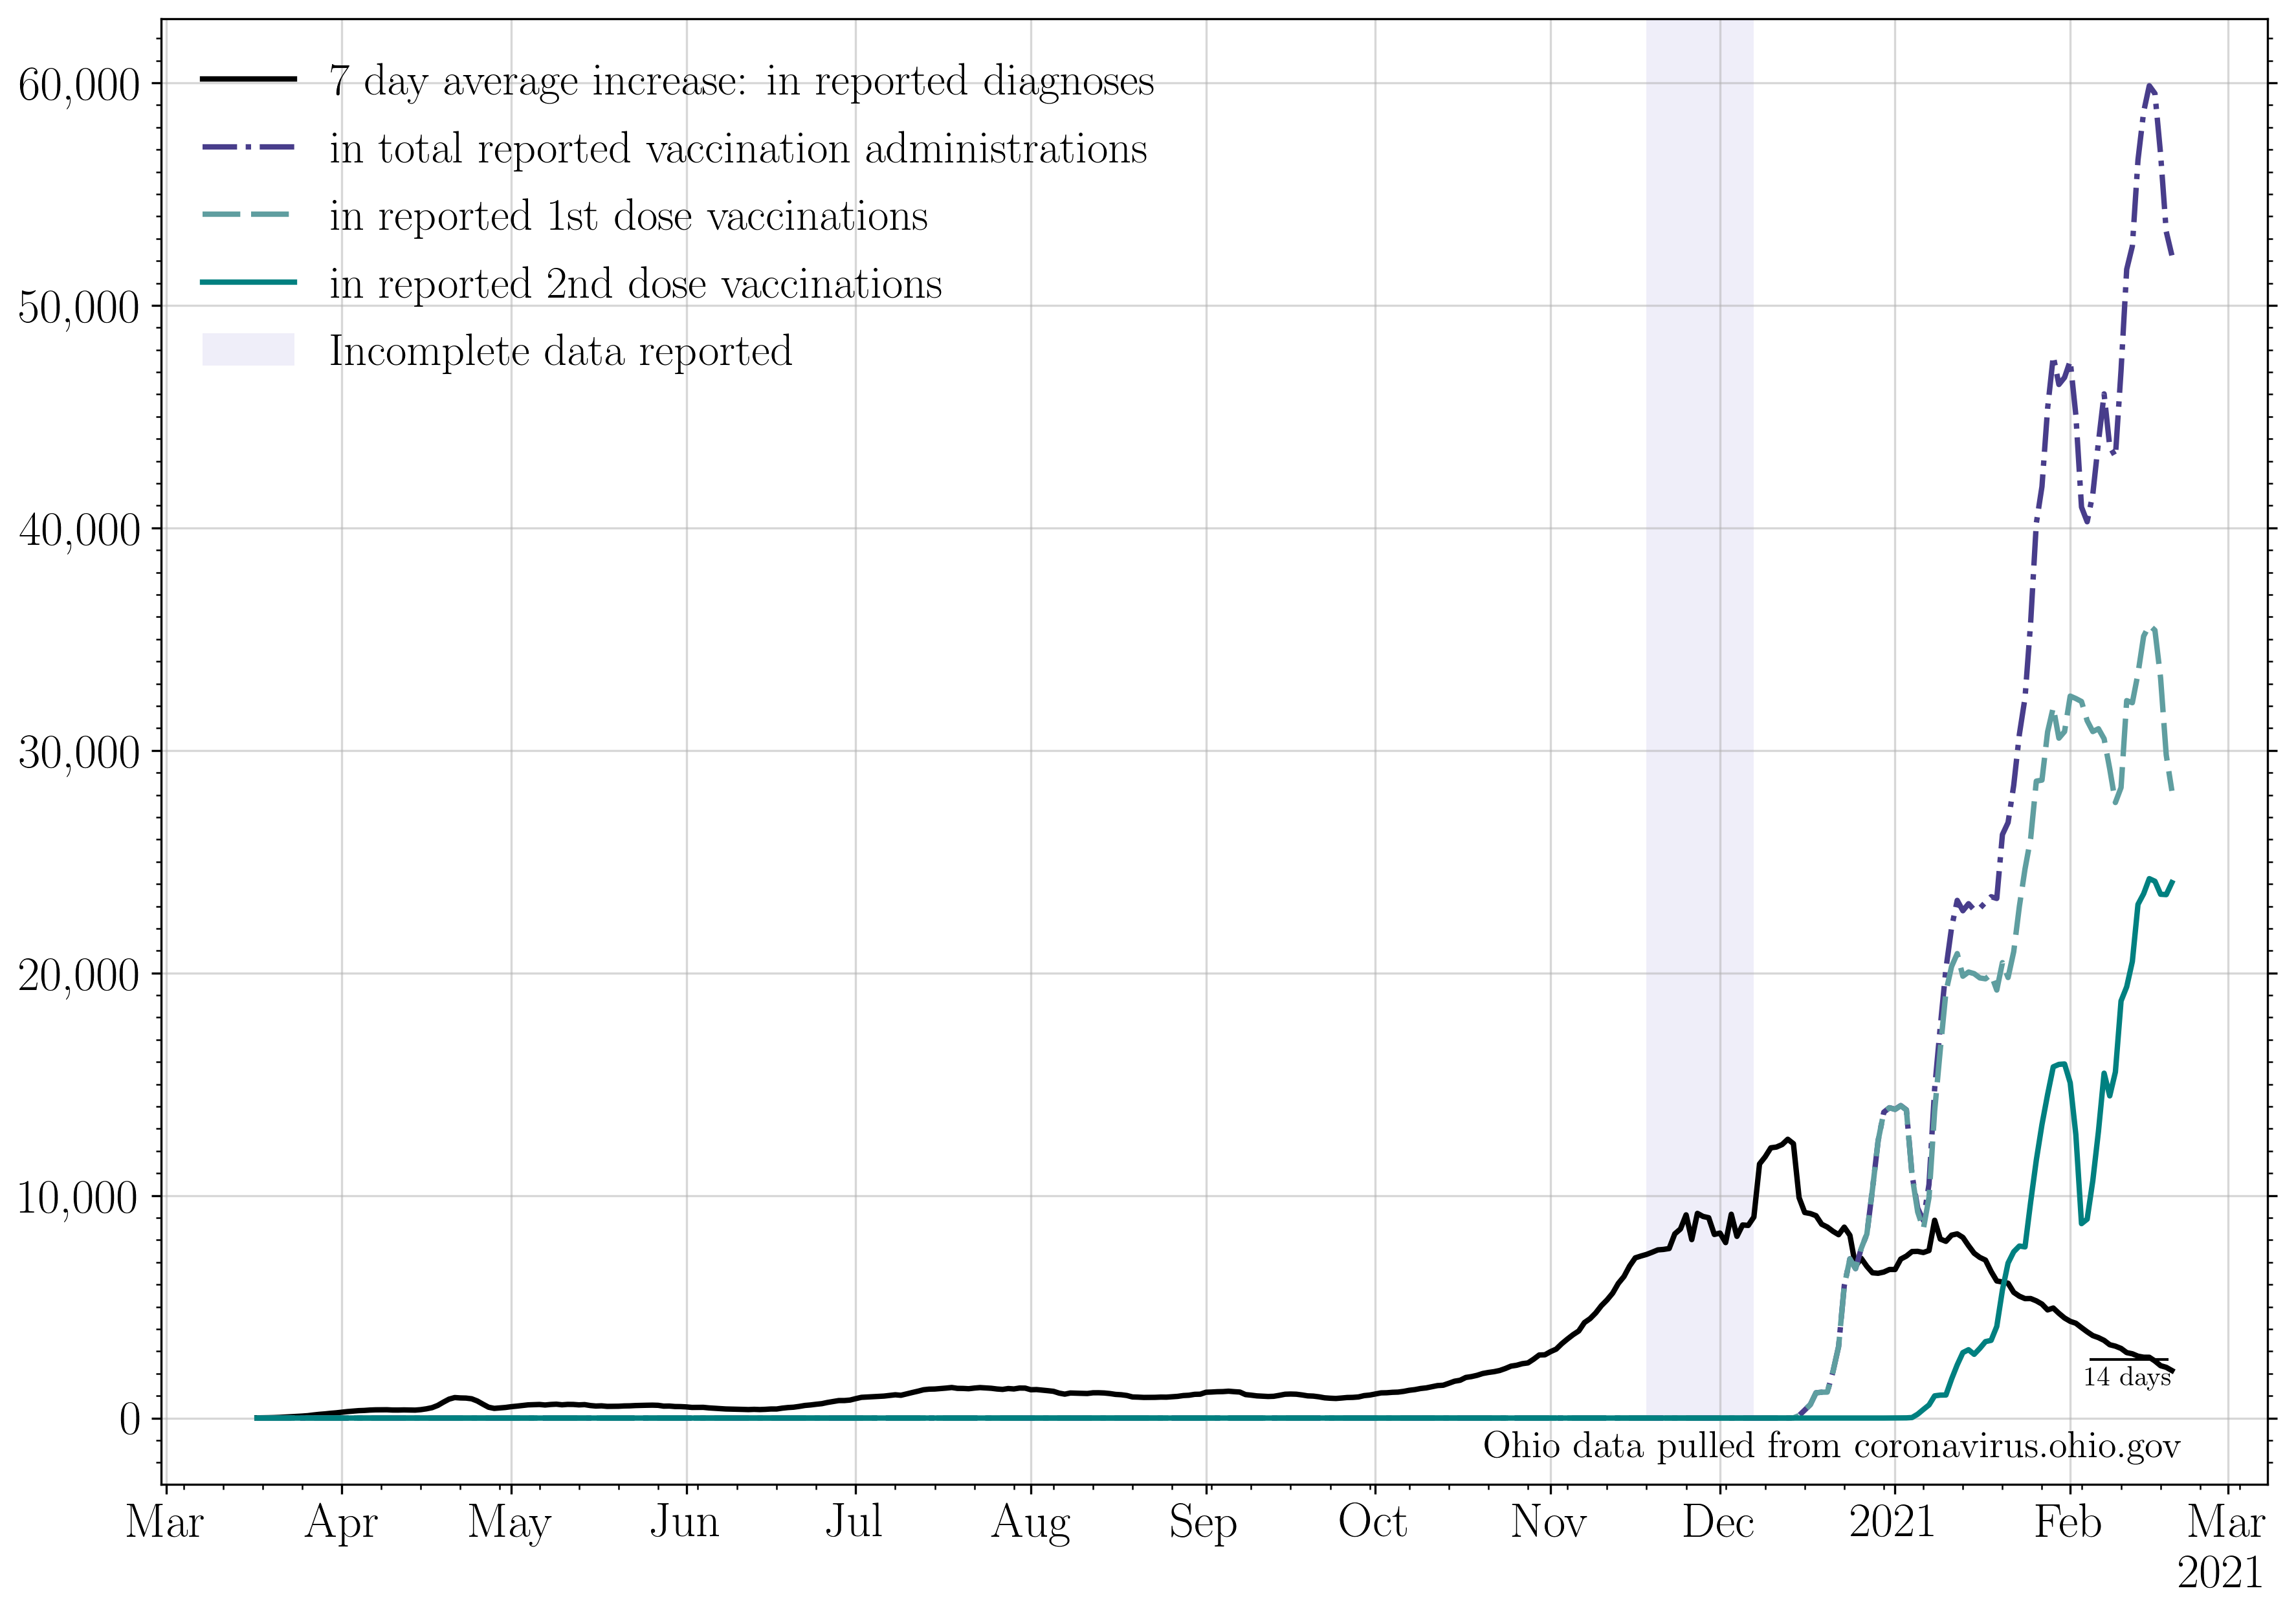 60,000
50,000
40,000
30,000
20,000
10,000
0
7 day average increase: in reported diagnoses
in total reported vaccination administrations
in reported 1st dose vaccinations
in reported 2nd dose vaccinations
Incomplete data reported
14 days
Ohio data pulled from coronavirus.ohio.gov
Mar Apr May Jun Jul Aug Sep Oct Nov Dec 2021 Feb Mar
2021